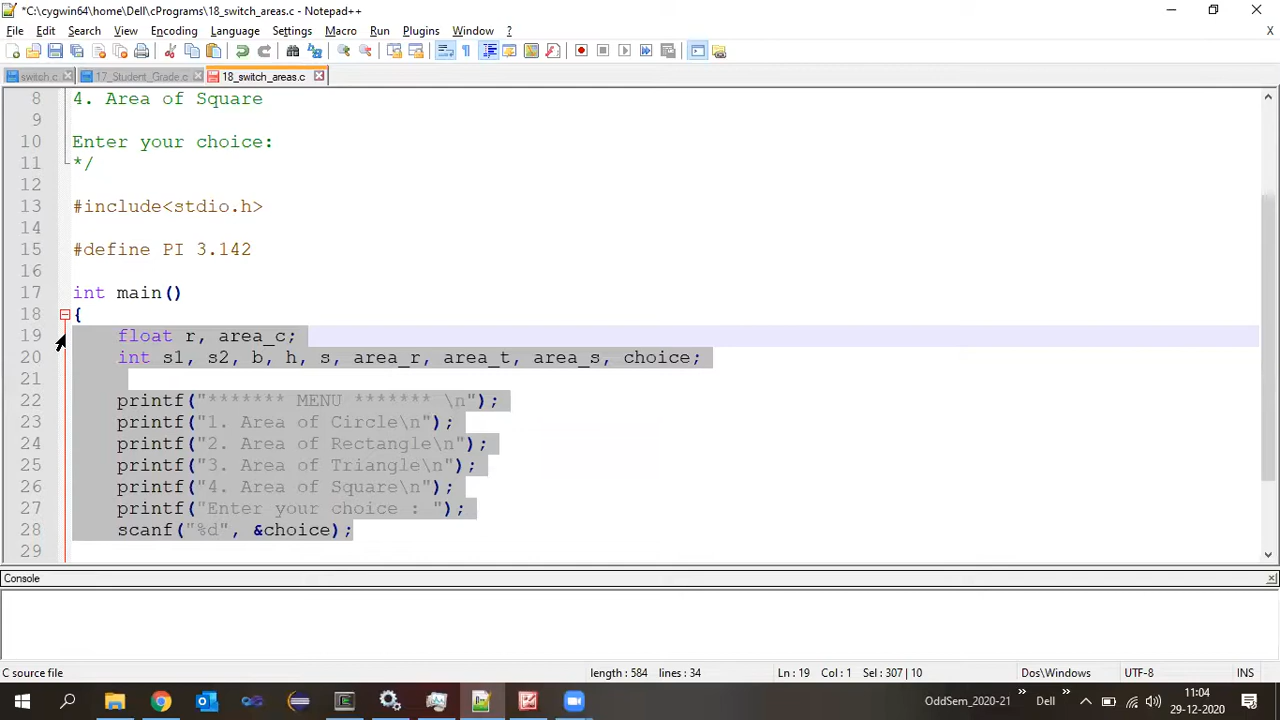 *C:\cygwin64\home\Dell\cPrograms\18_switch_areas.c - Notepad++
File Edit Search View Encoding Language Settings Macro Run Plugins Window ? X
switch.c 17_Student_Grade.c 18_switch_areas.c
8 4. Area of Square
9
10 Enter your choice:
11 */
12
13 #include<stdio.h>
14
15 #define PI 3.142
16
17 int main()
18 {
19 float r, area_c;
20 int s1, s2, b, h, s, area_r, area_t, area_s, choice;
21
22 printf("******* MENU ******* \n");
23 printf("1. Area of Circle\n");
24 printf("2. Area of Rectangle\n");
25 printf("3. Area of Triangle\n");
26 printf("4. Area of Square\n");
27 printf("Enter your choice : ");
28 scanf("%d", &choice);
29
Console
C source file length : 584 lines : 34 Ln : 19 Col : 1 Sel : 307 | 10 Dos\Windows UTF-8 INS
OddSem_2020-21 » Dell » 11:04
29-12-2020